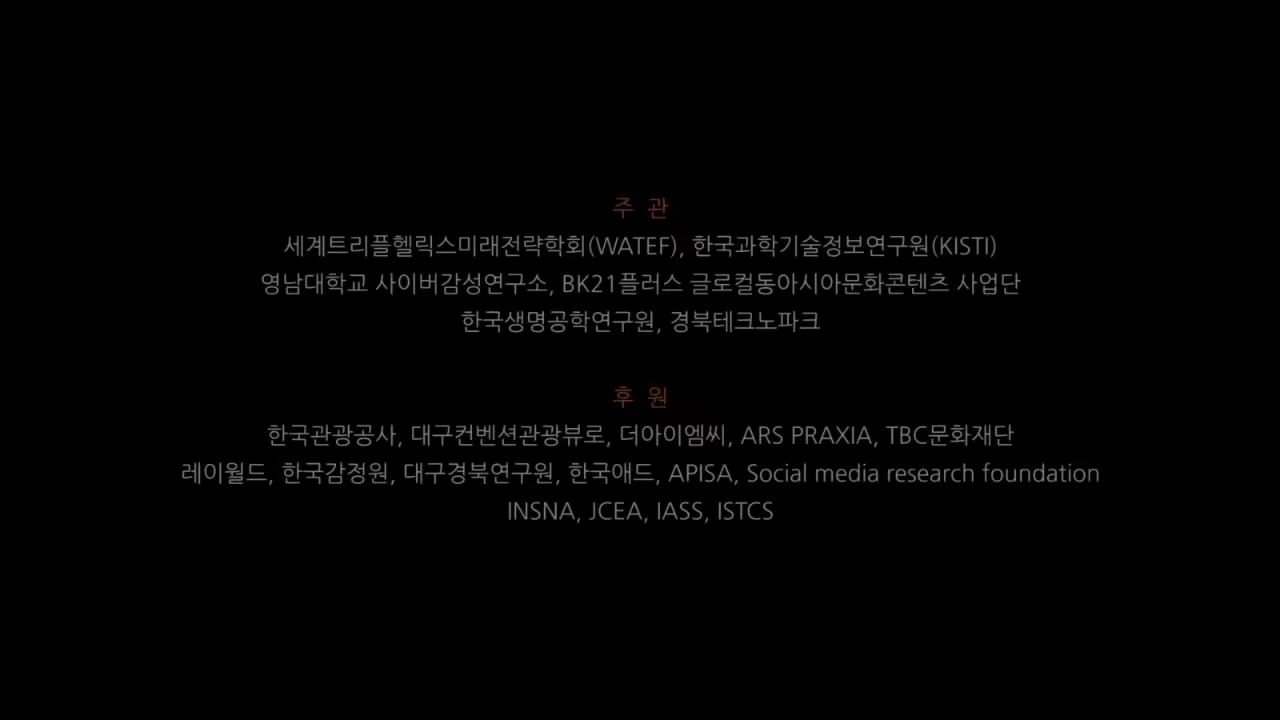 주 관
세계트리플헬릭스미래전략학회(WATEF), 한국과학기술정보연구원(KISTI)
영남대학교 사이버감성연구소, BK21플러스 글로컬동아시아문화콘텐츠 사업단
한국생명공학연구원, 경북테크노파크
후 원
한국관광공사, 대구컨벤션관광뷰로, 더아이엠씨, ARS PRAXIA, TBC문화재단
레이월드, 한국감정원, 대구경북연구원, 한국애드, APISA, Social media research foundation
INSNA, JCEA, IASS, ISTCS